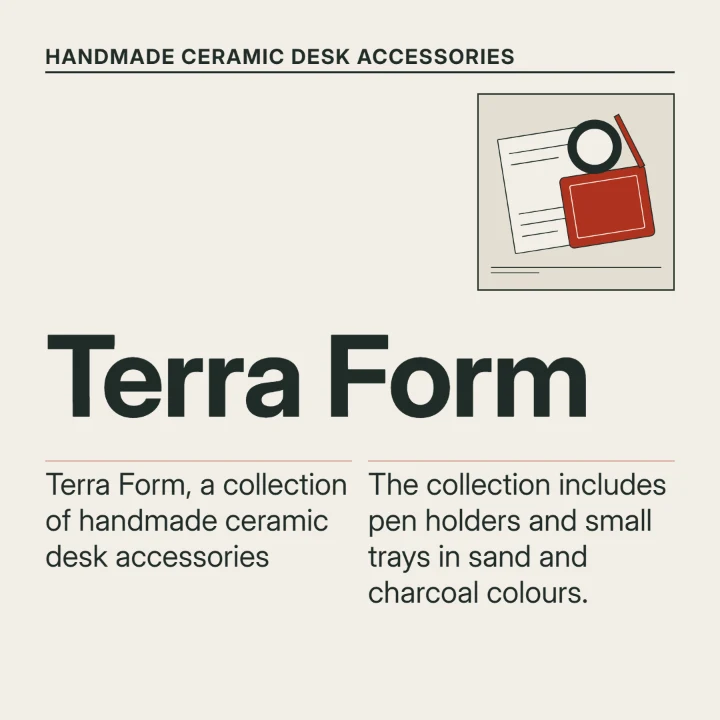 HANDMADE CERAMIC DESK ACCESSORIES
Terra Form
Terra Form, a collection
of handmade ceramic
desk accessories
The collection includes
pen holders and small
trays in sand and
charcoal colours.